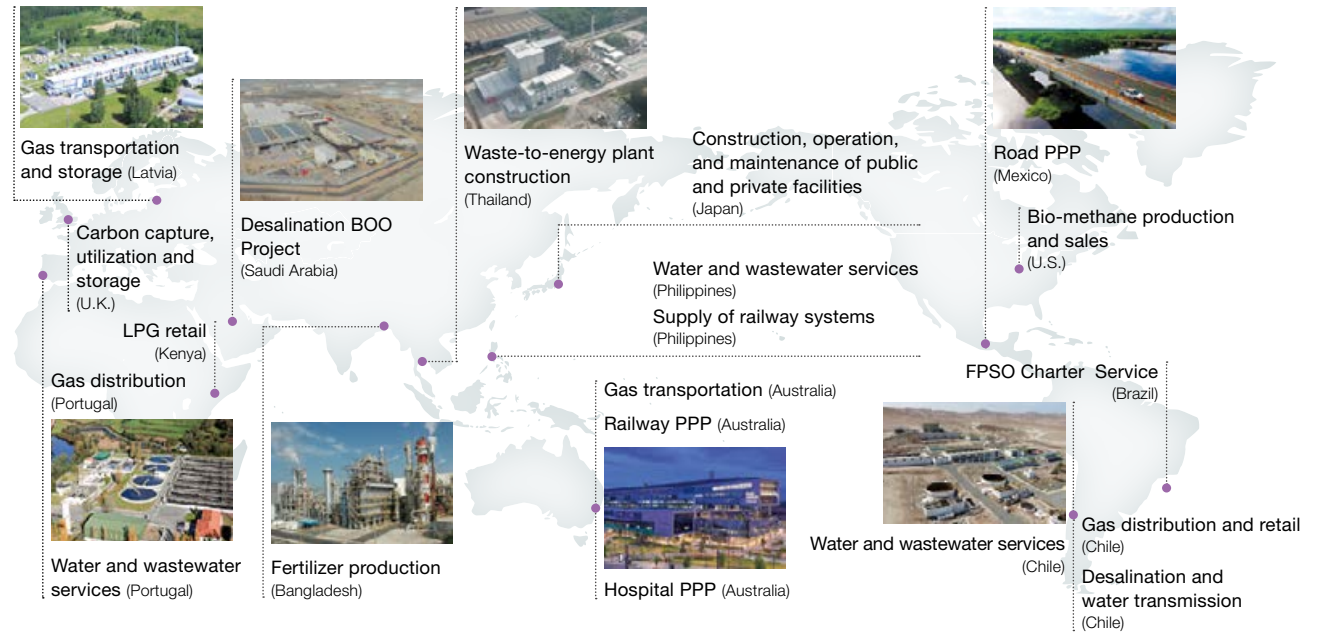 Gas transportation
and storage (Latvia)
Carbon capture,
utilization and
storage
(U.K.)
Desalination BOO
Project
(Saudi Arabia)
LPG retail
(Kenya)
Gas distribution
(Portugal)
Water and wastewater
services (Portugal)
Waste-to-energy plant
construction
(Thailand)
Fertilizer production
(Bangladesh)
Construction, operation,
and maintenance of public
and private facilities
(Japan)
Water and wastewater services
(Philippines)
Supply of railway systems
(Philippines)
Gas transportation (Australia)
Railway PPP (Australia)
Hospital PPP (Australia)
Road PPP
(Mexico)
Bio-methane production
and sales
(U.S.)
FPSO Charter Service
(Brazil)
Water and wastewater services
(Chile)
Gas distribution and retail
(Chile)
Desalination and
water transmission
(Chile)